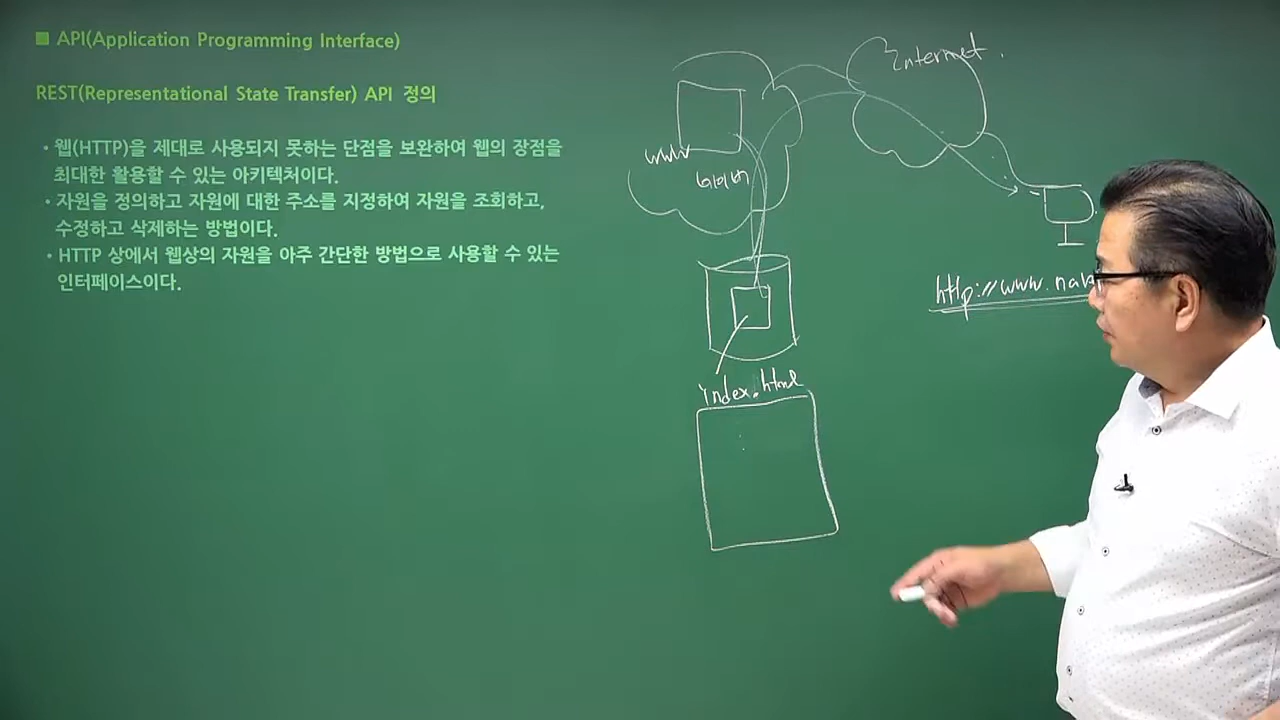 ■ API(Application Programming Interface)
REST(Representational State Transfer) API 정의
• 웹(HTTP)을 제대로 사용되지 못하는 단점을 보완하여 웹의 장점을
최대한 활용할 수 있는 아키텍처이다.
• 자원을 정의하고 자원에 대한 주소를 지정하여 자원을 조회하고,
수정하고 삭제하는 방법이다.
• HTTP 상에서 웹상의 자원을 아주 간단한 방법으로 사용할 수 있는
인터페이스이다.
Internet.
www
네이버
http://www.nav
index.html